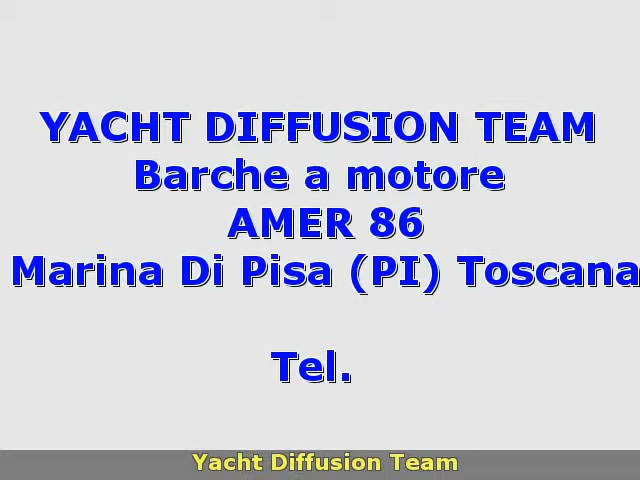 YACHT DIFFUSION TEAM
Barche a motore
AMER 86
Marina Di Pisa (PI) Toscana
Tel.
Yacht Diffusion Team